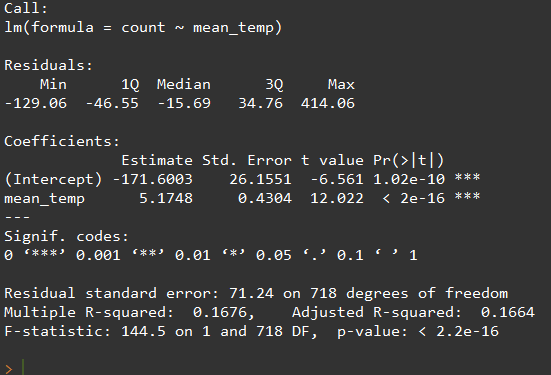 Call:
lm(formula = count ~ mean_temp)
Residuals:
    Min      1Q  Median      3Q     Max
-129.06  -46.55  -15.69   34.76  414.06
Coefficients:
             Estimate Std. Error t value Pr(>|t|)
(Intercept) -171.6003    26.1551  -6.561 1.02e-10 ***
mean_temp      5.1748     0.4304  12.022  < 2e-16 ***
---
Signif. codes:
0 ‘***’ 0.001 ‘**’ 0.01 ‘*’ 0.05 ‘.’ 0.1 ‘ ’ 1
Residual standard error: 71.24 on 718 degrees of freedom
Multiple R-squared:  0.1676,    Adjusted R-squared:  0.1664
F-statistic: 144.5 on 1 and 718 DF,  p-value: < 2.2e-16
>